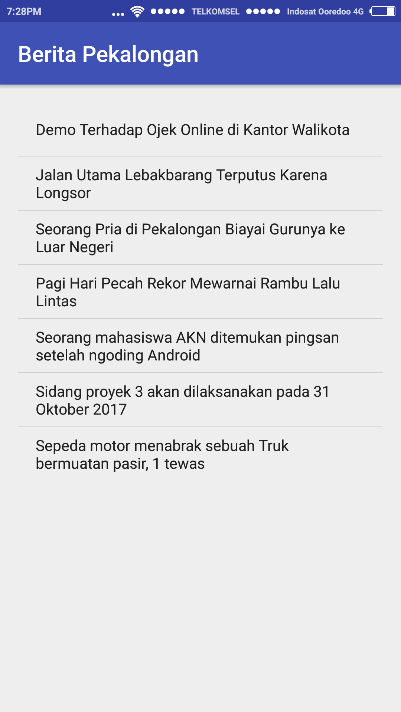 7:28PM ... TELKOMSEL Indosat Ooredoo 4G
Berita Pekalongan
Demo Terhadap Ojek Online di Kantor Walikota
Jalan Utama Lebakbarang Terputus Karena
Longsor
Seorang Pria di Pekalongan Biayai Gurunya ke
Luar Negeri
Pagi Hari Pecah Rekor Mewarnai Rambu Lalu
Lintas
Seorang mahasiswa AKN ditemukan pingsan
setelah ngoding Android
Sidang proyek 3 akan dilaksanakan pada 31
Oktober 2017
Sepeda motor menabrak sebuah Truk
bermuatan pasir, 1 tewas